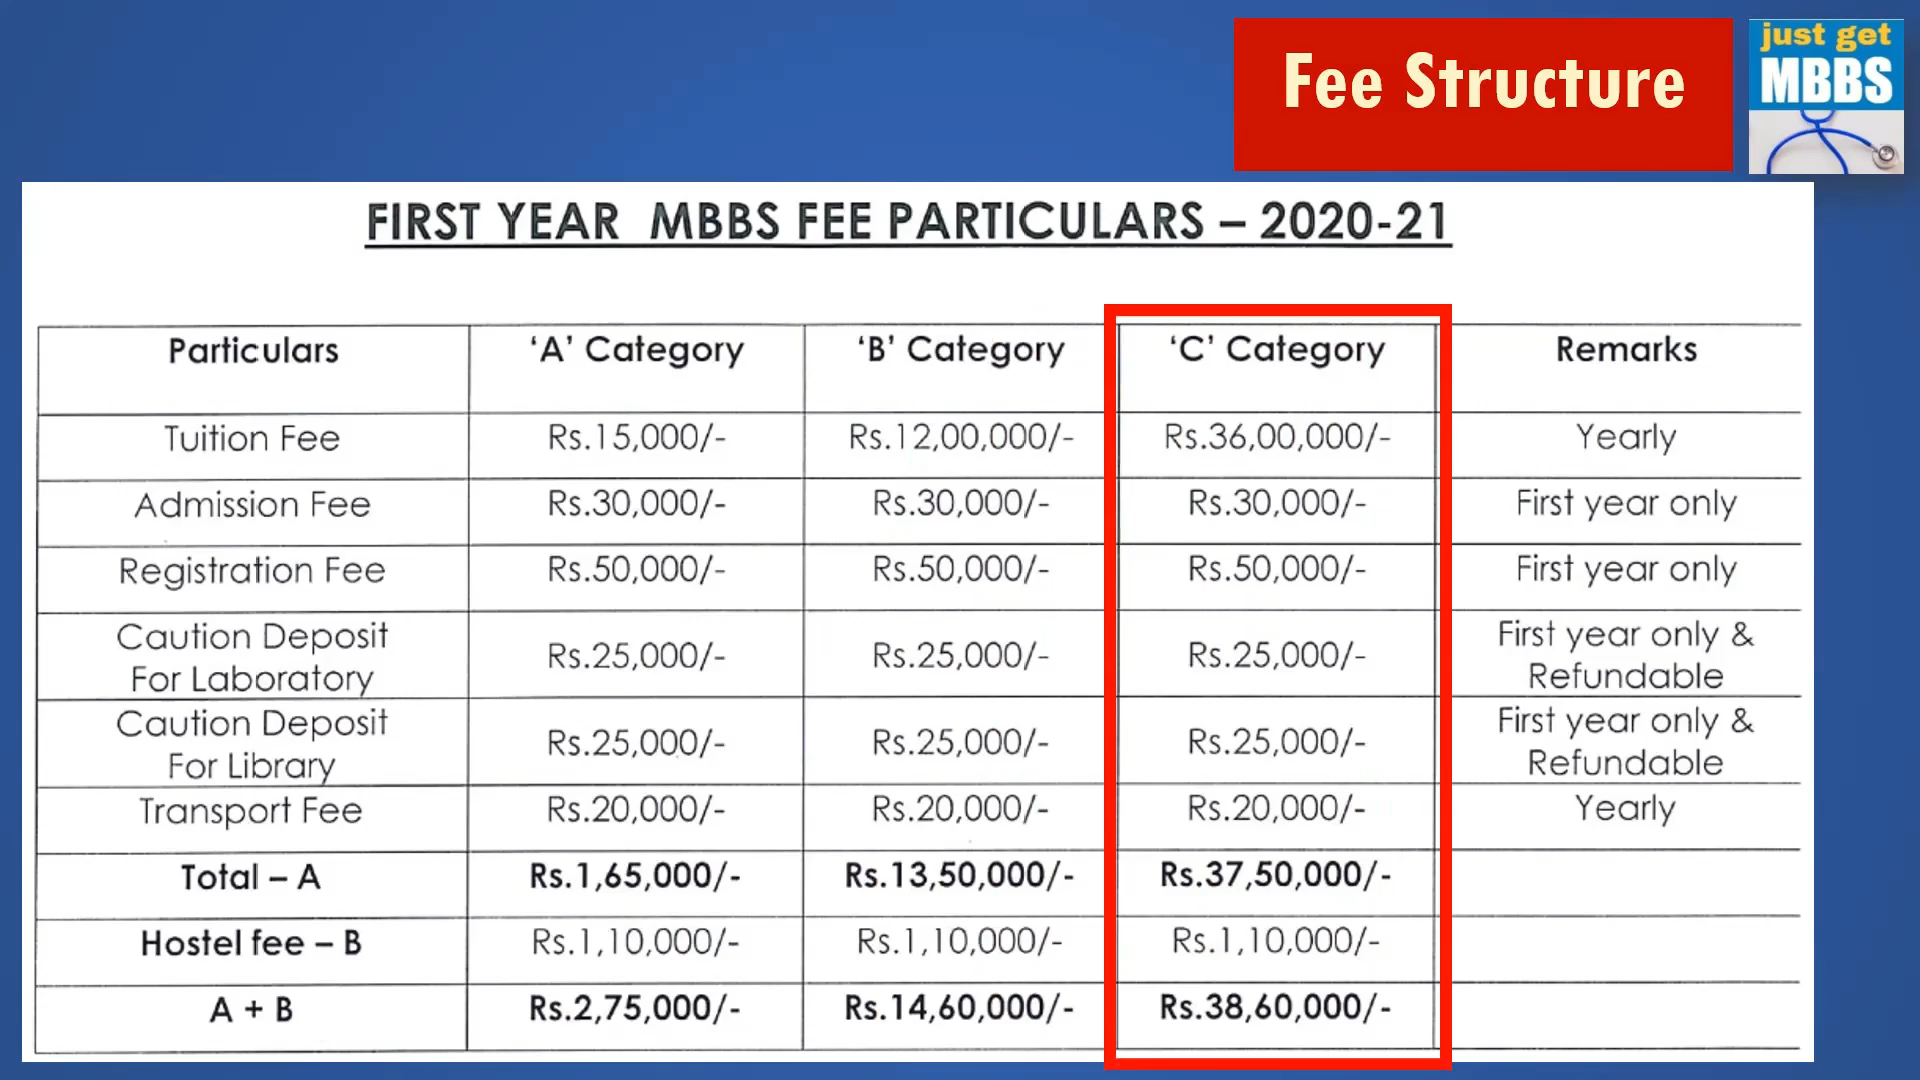 Fee Structure
just get
MBBS
FIRST YEAR MBBS FEE PARTICULARS – 2020-21
Particulars ‘A’ Category ‘B’ Category ‘C’ Category Remarks
Tuition Fee Rs.15,000/- Rs.12,00,000/- Rs.36,00,000/- Yearly
Admission Fee Rs.30,000/- Rs.30,000/- Rs.30,000/- First year only
Registration Fee Rs.50,000/- Rs.50,000/- Rs.50,000/- First year only
Caution Deposit
For Laboratory Rs.25,000/- Rs.25,000/- Rs.25,000/- First year only &
Refundable
Caution Deposit
For Library Rs.25,000/- Rs.25,000/- Rs.25,000/- First year only &
Refundable
Transport Fee Rs.20,000/- Rs.20,000/- Rs.20,000/- Yearly
Total – A Rs.1,65,000/- Rs.13,50,000/- Rs.37,50,000/-
Hostel fee – B Rs.1,10,000/- Rs.1,10,000/- Rs.1,10,000/-
A + B Rs.2,75,000/- Rs.14,60,000/- Rs.38,60,000/-